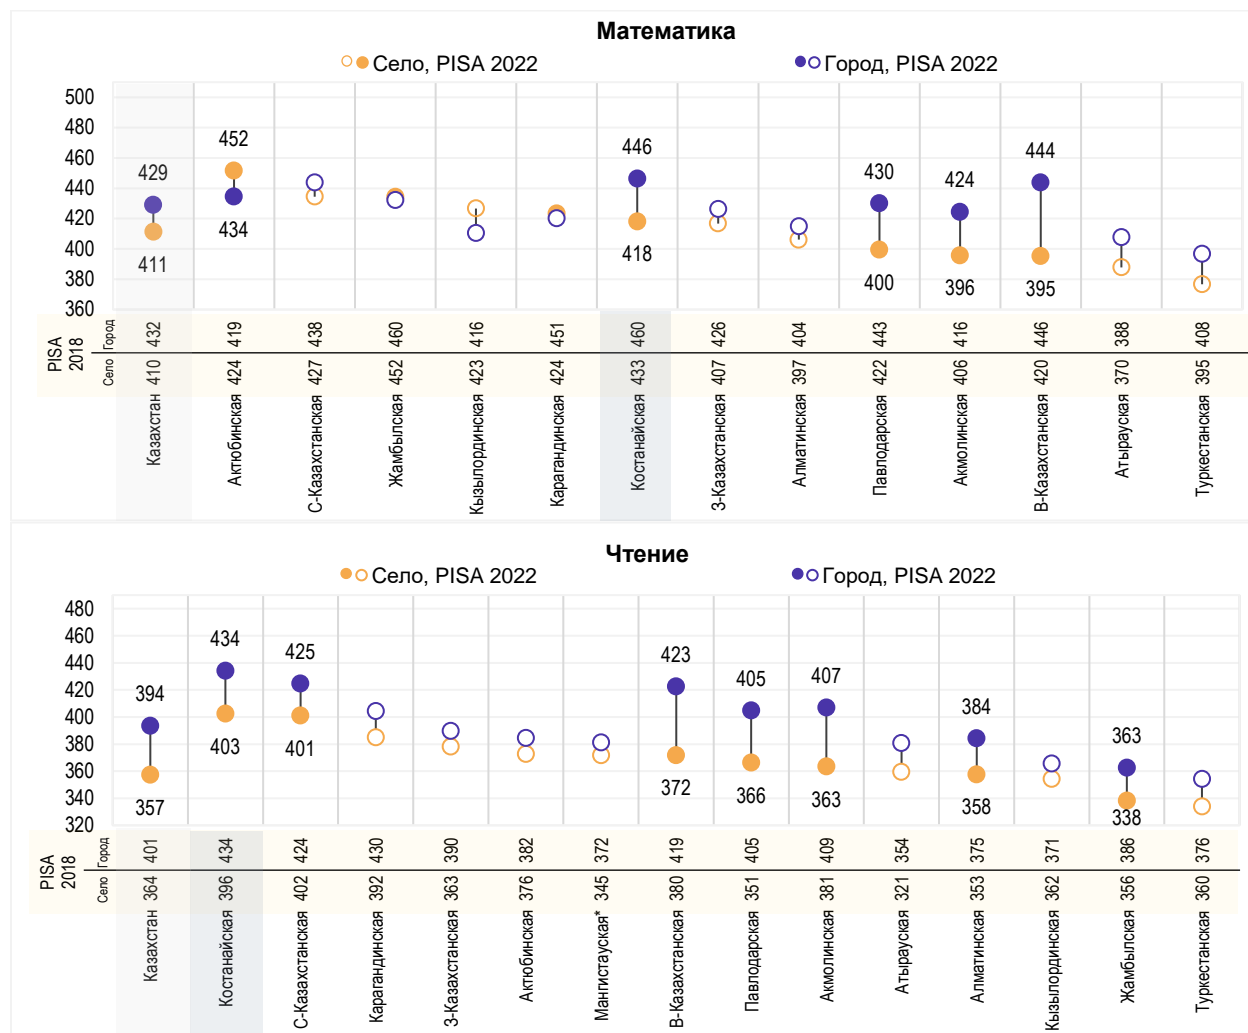 Математика
Село, PISA 2022
Город, PISA 2022
500
480
460
440
420
400
380
360
429
411
452
434
446
418
430
400
424
396
444
395
PISA 2018
Город 432 419 438 460 416 451 460 426 404 443 416 446 388 408
Село 410 424 427 452 423 424 433 407 397 422 406 420 370 395
Казахстан
Актюбинская
С-Казахстанская
Жамбылская
Кызылординская
Карагандинская
Костанайская
З-Казахстанская
Алматинская
Павлодарская
Акмолинская
В-Казахстанская
Атырауская
Туркестанская
Чтение
Село, PISA 2022
Город, PISA 2022
480
460
440
420
400
380
360
340
320
394
357
434
403
425
401
423
372
405
366
407
363
384
358
363
338
PISA 2018
Город 401 434 424 430 390 382 372 419 405 409 354 375 371 386 376
Село 364 396 402 392 363 376 345 380 351 381 321 353 362 356 360
Казахстан
Костанайская
С-Казахстанская
Карагандинская
З-Казахстанская
Актюбинская
Мангистауская*
В-Казахстанская
Павлодарская
Акмолинская
Атырауская
Алматинская
Кызылординская
Жамбылская
Туркестанская